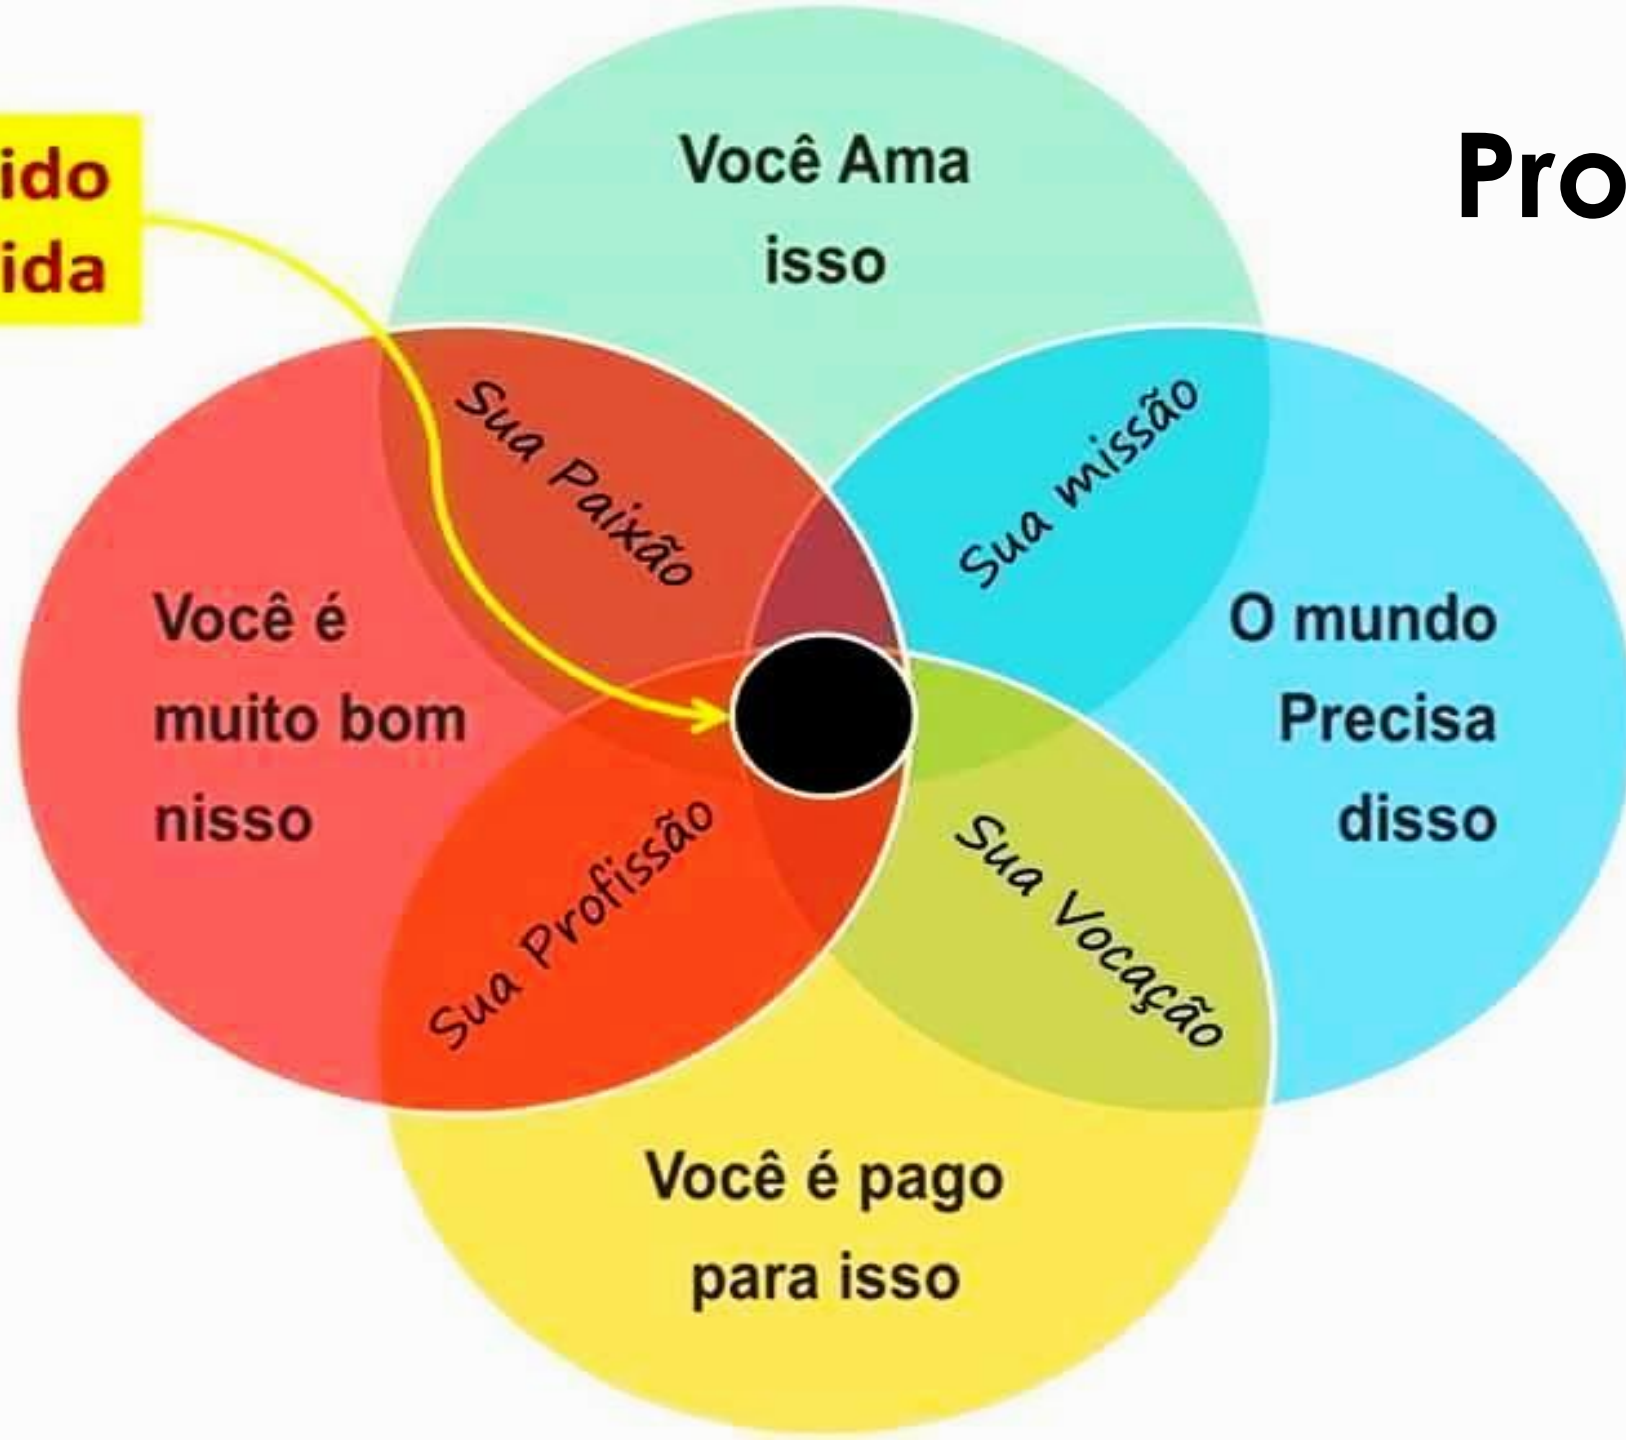 Você Ama
isso
ido
ida
Pro
Sua Paixão
Sua missão
Você é
muito bom
nisso
O mundo
Precisa
disso
Sua Profissão
Sua Vocação
Você é pago
para isso